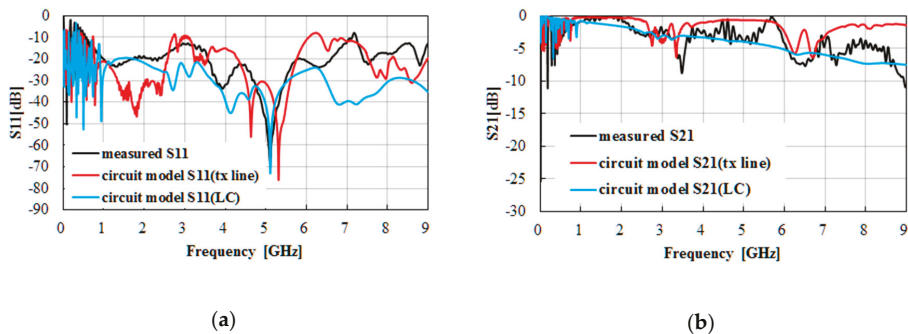 (a)
-10
-20
-30
-40
-50
-60
-70
-80
-90
S11[dB]
measured S11
circuit model S11(tx line)
circuit model S11(LC)
0 1 2 3 4 5 6 7 8 9
Frequency [GHz]
(b)
0
-5
-10
-15
-20
-25
-30
S21[dB]
measured S21
circuit model S21(tx line)
circuit model S21(LC)
0 1 2 3 4 5 6 7 8 9
Frequency [GHz]
(a)
(b)